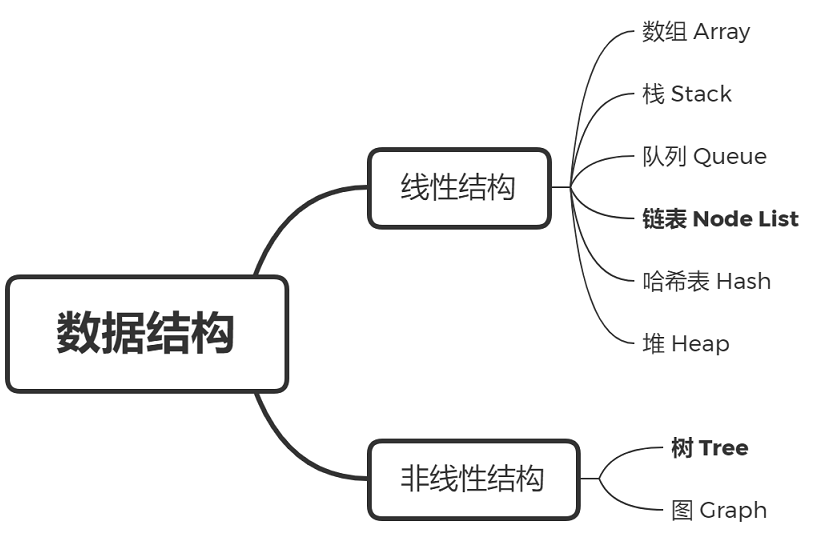 数据结构
线性结构
数组 Array
栈 Stack
队列 Queue
链表 Node List
哈希表 Hash
堆 Heap
非线性结构
树 Tree
图 Graph